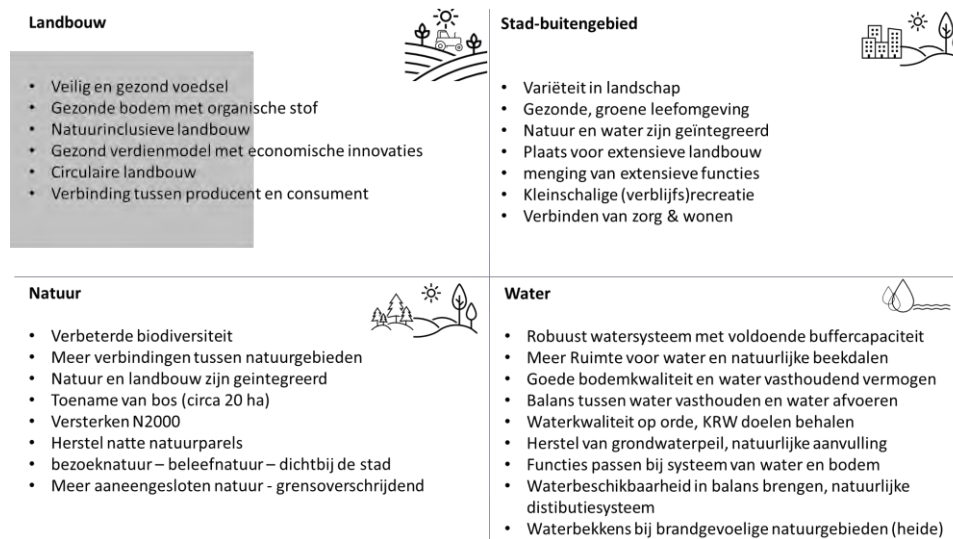 Landbouw
• Veilig en gezond voedsel
• Gezonde bodem met organische stof
• Natuurinclusieve landbouw
• Gezond verdienmodel met economische innovaties
• Circulaire landbouw
• Verbinding tussen producent en consument
Stad-buitengebied
• Variëteit in landschap
• Gezonde, groene leefomgeving
• Natuur en water zijn geïntegreerd
• Plaats voor extensieve landbouw
• menging van extensieve functies
• Kleinschalige (verblijfs)recreatie
• Verbinden van zorg & wonen
Natuur
• Verbeterde biodiversiteit
• Meer verbindingen tussen natuurgebieden
• Natuur en landbouw zijn geintegreerd
• Toename van bos (circa 20 ha)
• Versterken N2000
• Herstel natte natuurparels
• bezoeknatuur – beleefnatuur – dichtbij de stad
• Meer aaneengesloten natuur - grensoverschrijdend
Water
• Robuust watersysteem met voldoende buffercapaciteit
• Meer Ruimte voor water en natuurlijke beekdalen
• Goede bodemkwaliteit en water vasthoudend vermogen
• Balans tussen water vasthouden en water afvoeren
• Waterkwaliteit op orde, KRW doelen behalen
• Herstel van grondwaterpeil, natuurlijke aanvulling
• Functies passen bij systeem van water en bodem
• Waterbeschikbaarheid in balans brengen, natuurlijke
distibutiesysteem
• Waterbekkens bij brandgevoelige natuurgebieden (heide)